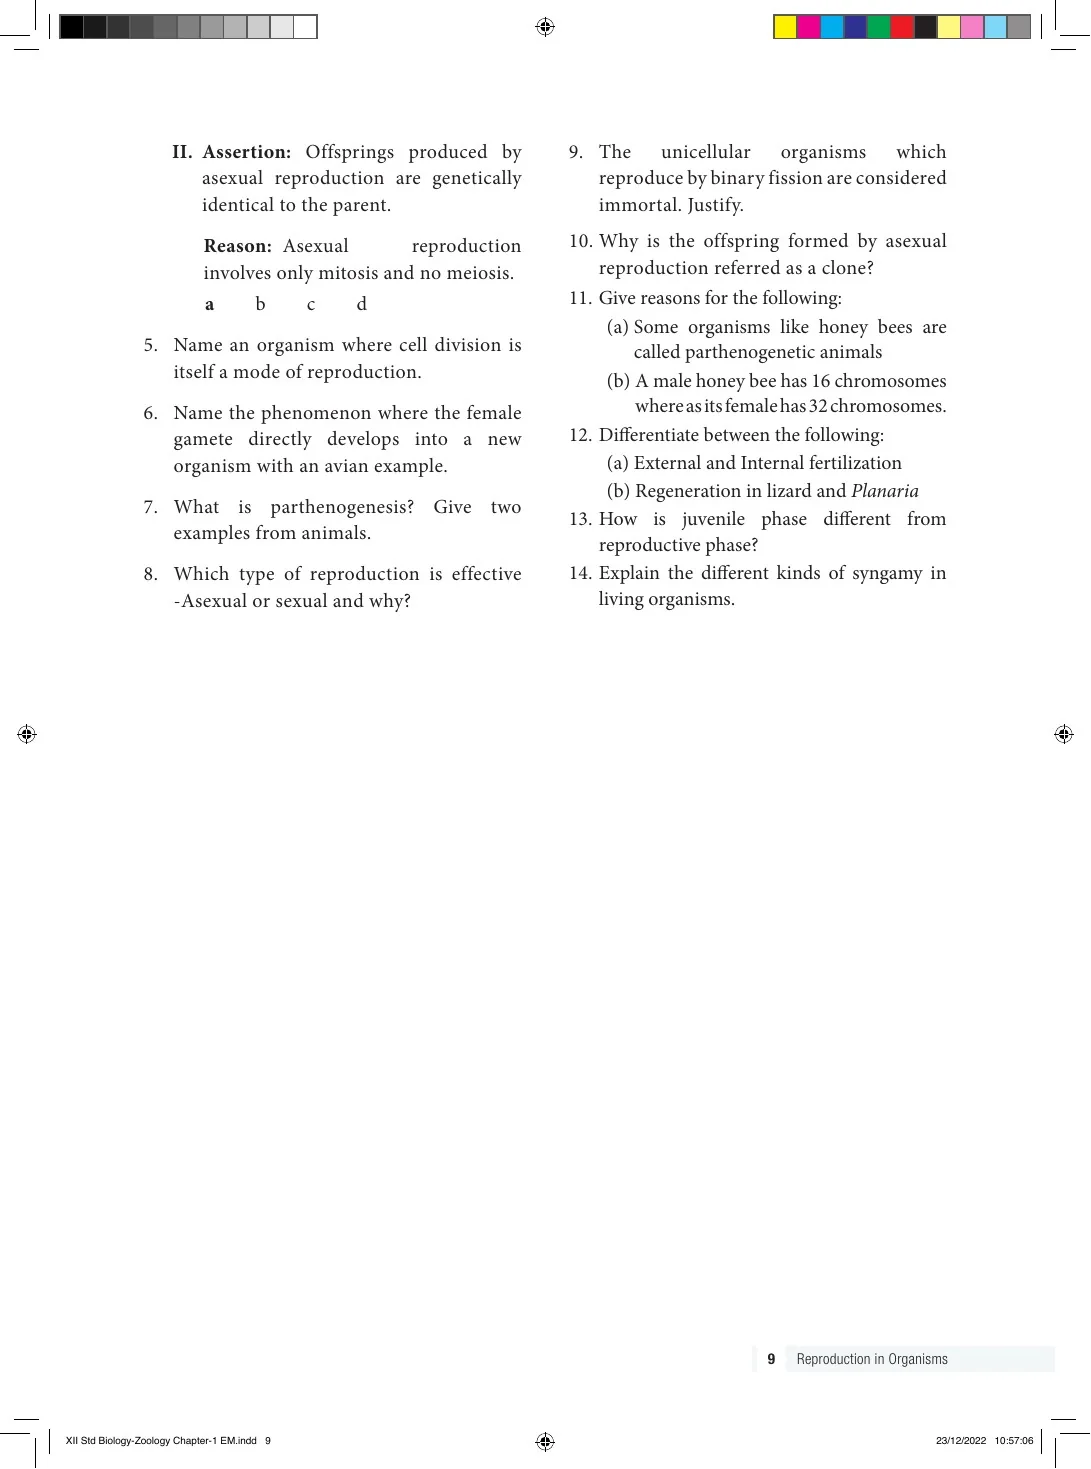 II. Assertion: Offsprings produced by
asexual reproduction are genetically
identical to the parent.
Reason: Asexual reproduction
involves only mitosis and no meiosis.
a b c d
5. Name an organism where cell division is
itself a mode of reproduction.
6. Name the phenomenon where the female
gamete directly develops into a new
organism with an avian example.
7. What is parthenogenesis? Give two
examples from animals.
8. Which type of reproduction is effective
-Asexual or sexual and why?
9. The unicellular organisms which
reproduce by binary fission are considered
immortal. Justify.
10. Why is the offspring formed by asexual
reproduction referred as a clone?
11. Give reasons for the following:
(a) Some organisms like honey bees are
called parthenogenetic animals
(b) A male honey bee has 16 chromosomes
where as its female has 32 chromosomes.
12. Differentiate between the following:
(a) External and Internal fertilization
(b) Regeneration in lizard and Planaria
13. How is juvenile phase different from
reproductive phase?
14. Explain the different kinds of syngamy in
living organisms.
9 Reproduction in Organisms
XII Std Biology-Zoology Chapter-1 EM.indd 9
23/12/2022 10:57:06